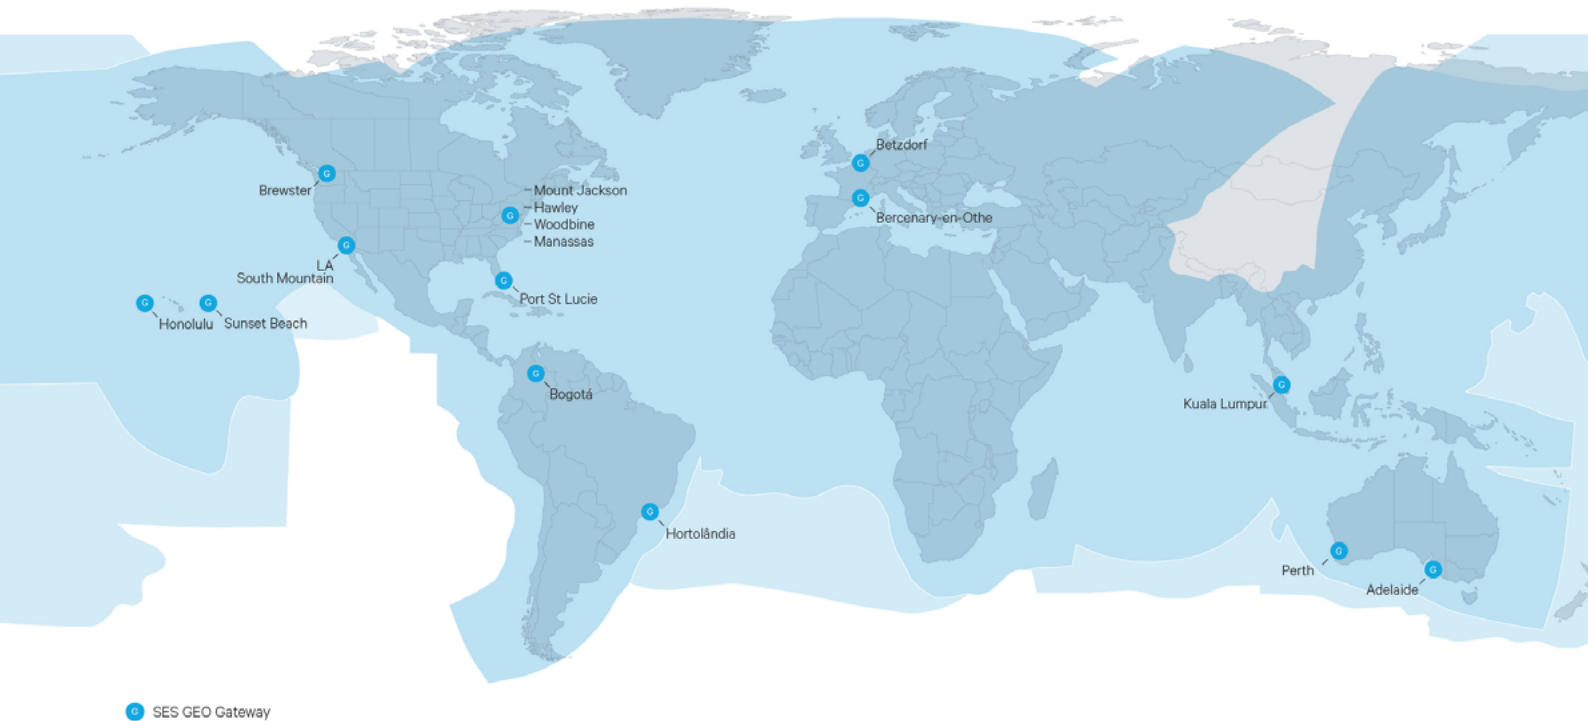 Betzdorf
Brewster
Mount Jackson
Hawley
Woodbine
Manassas
Bercenary-en-Othe
LA
South Mountain
Port St Lucie
Honolulu
Sunset Beach
Bogotá
Kuala Lumpur
Hortolândia
Perth
Adelaide
G SES GEO Gateway